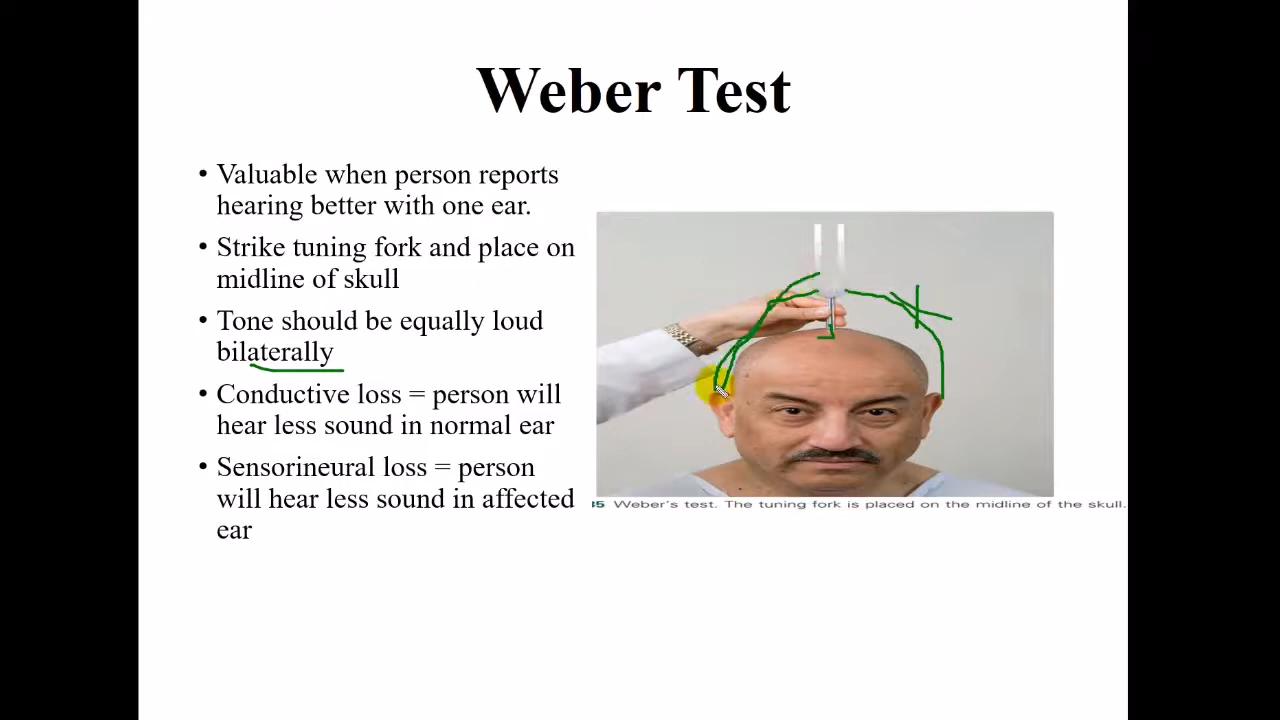 Weber Test
• Valuable when person reports
hearing better with one ear.
• Strike tuning fork and place on
midline of skull
• Tone should be equally loud
bilaterally
• Conductive loss = person will
hear less sound in normal ear
• Sensorineural loss = person
will hear less sound in affected
ear
Weber's test. The tuning fork is placed on the midline of the skull.